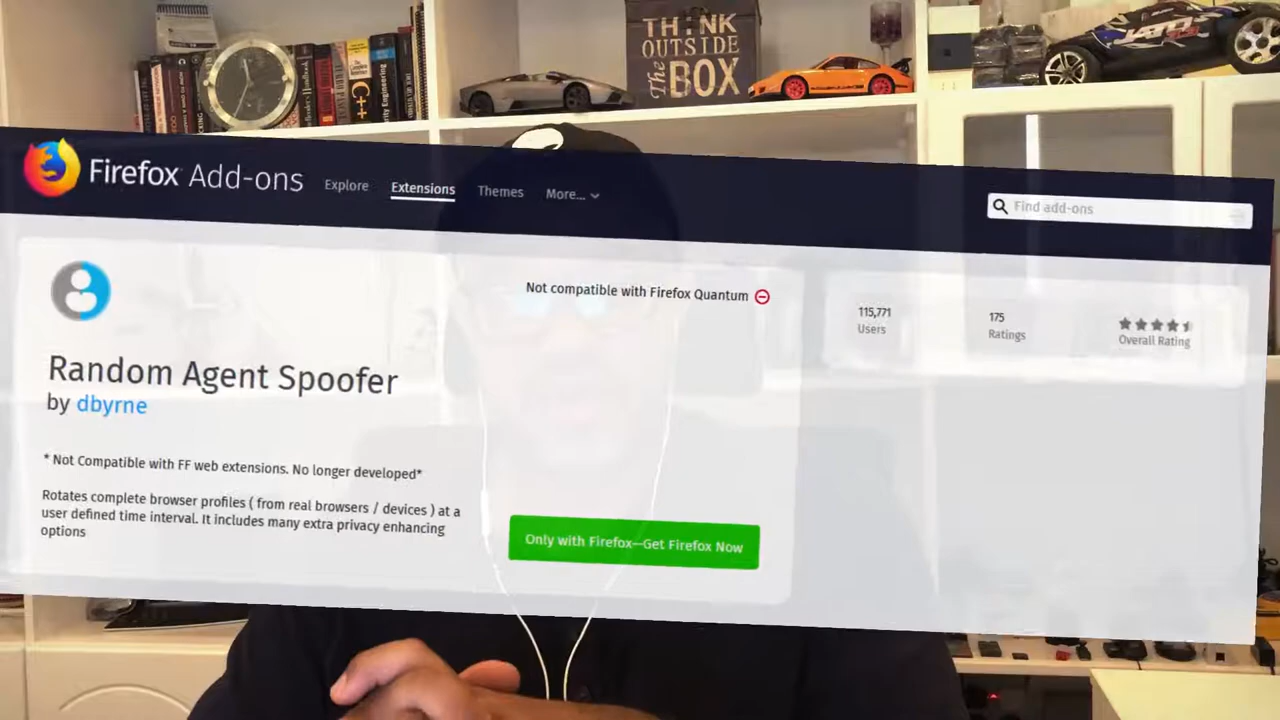 THINK
OUTSIDE
The
BOX
JATO
C++
Firefox Add-ons
Explore
Extensions
Themes
More...
Find add-ons
Not compatible with Firefox Quantum
115,771
Users
175
Ratings
Overall Rating
Random Agent Spoofer
by dbyrne
* Not Compatible with FF web extensions. No longer developed*
Rotates complete browser profiles ( from real browsers / devices ) at a
user defined time interval. It includes many extra privacy enhancing
options
Only with Firefox—Get Firefox Now